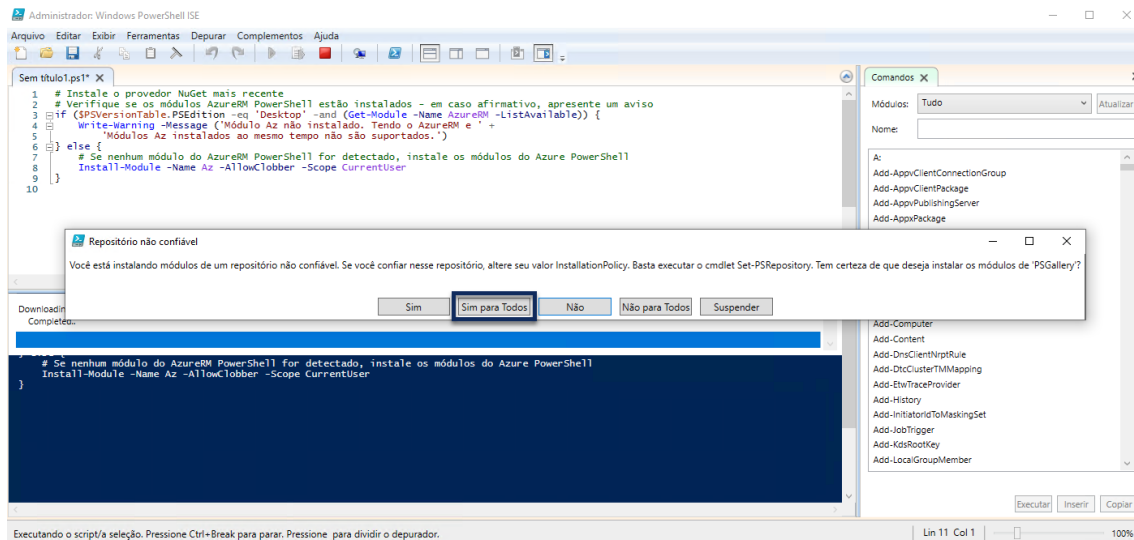 Administrador: Windows PowerShell ISE
Arquivo Editar Exibir Ferramentas Depurar Complementos Ajuda
Sem título1.ps1* X
Comandos X
1 # Instale o provedor NuGet mais recente
2 # Verifique se os módulos AzureRM PowerShell estão instalados - em caso afirmativo, apresente um aviso
3 if ($PSVersionTable.PSEdition -eq 'Desktop' -and (Get-Module -Name AzureRM -ListAvailable)) {
4 Write-Warning -Message ('Módulo Az não instalado. Tendo o AzureRM e ' +
5 'Módulos Az instalados ao mesmo tempo não são suportados.')
6 } else {
7 # Se nenhum módulo do AzureRM PowerShell for detectado, instale os módulos do Azure PowerShell
8 Install-Module -Name Az -AllowClobber -Scope CurrentUser
9 }
10
Módulos: Tudo Atualizar
Nome:
A:
Add-AppvClientConnectionGroup
Add-AppvClientPackage
Add-AppvPublishingServer
Add-AppxPackage
Repositório não confiável
Você está instalando módulos de um repositório não confiável. Se você confiar nesse repositório, altere seu valor InstallationPolicy. Basta executar o cmdlet Set-PSRepository. Tem certeza de que deseja instalar os módulos de 'PSGallery'?
Sim Sim para Todos Não Não para Todos Suspender
Downloadin
Completed..
} else {
# Se nenhum módulo do AzureRM PowerShell for detectado, instale os módulos do Azure PowerShell
Install-Module -Name Az -AllowClobber -Scope CurrentUser
}
Add-Computer
Add-Content
Add-DnsClientNrptRule
Add-DtcClusterTMMapping
Add-EtwTraceProvider
Add-History
Add-InitiatorIdToMaskingSet
Add-JobTrigger
Add-KdsRootKey
Add-LocalGroupMember
Executar Inserir Copiar
Executando o script/a seleção. Pressione Ctrl+Break para parar. Pressione para dividir o depurador.
Lin 11 Col 1 100%